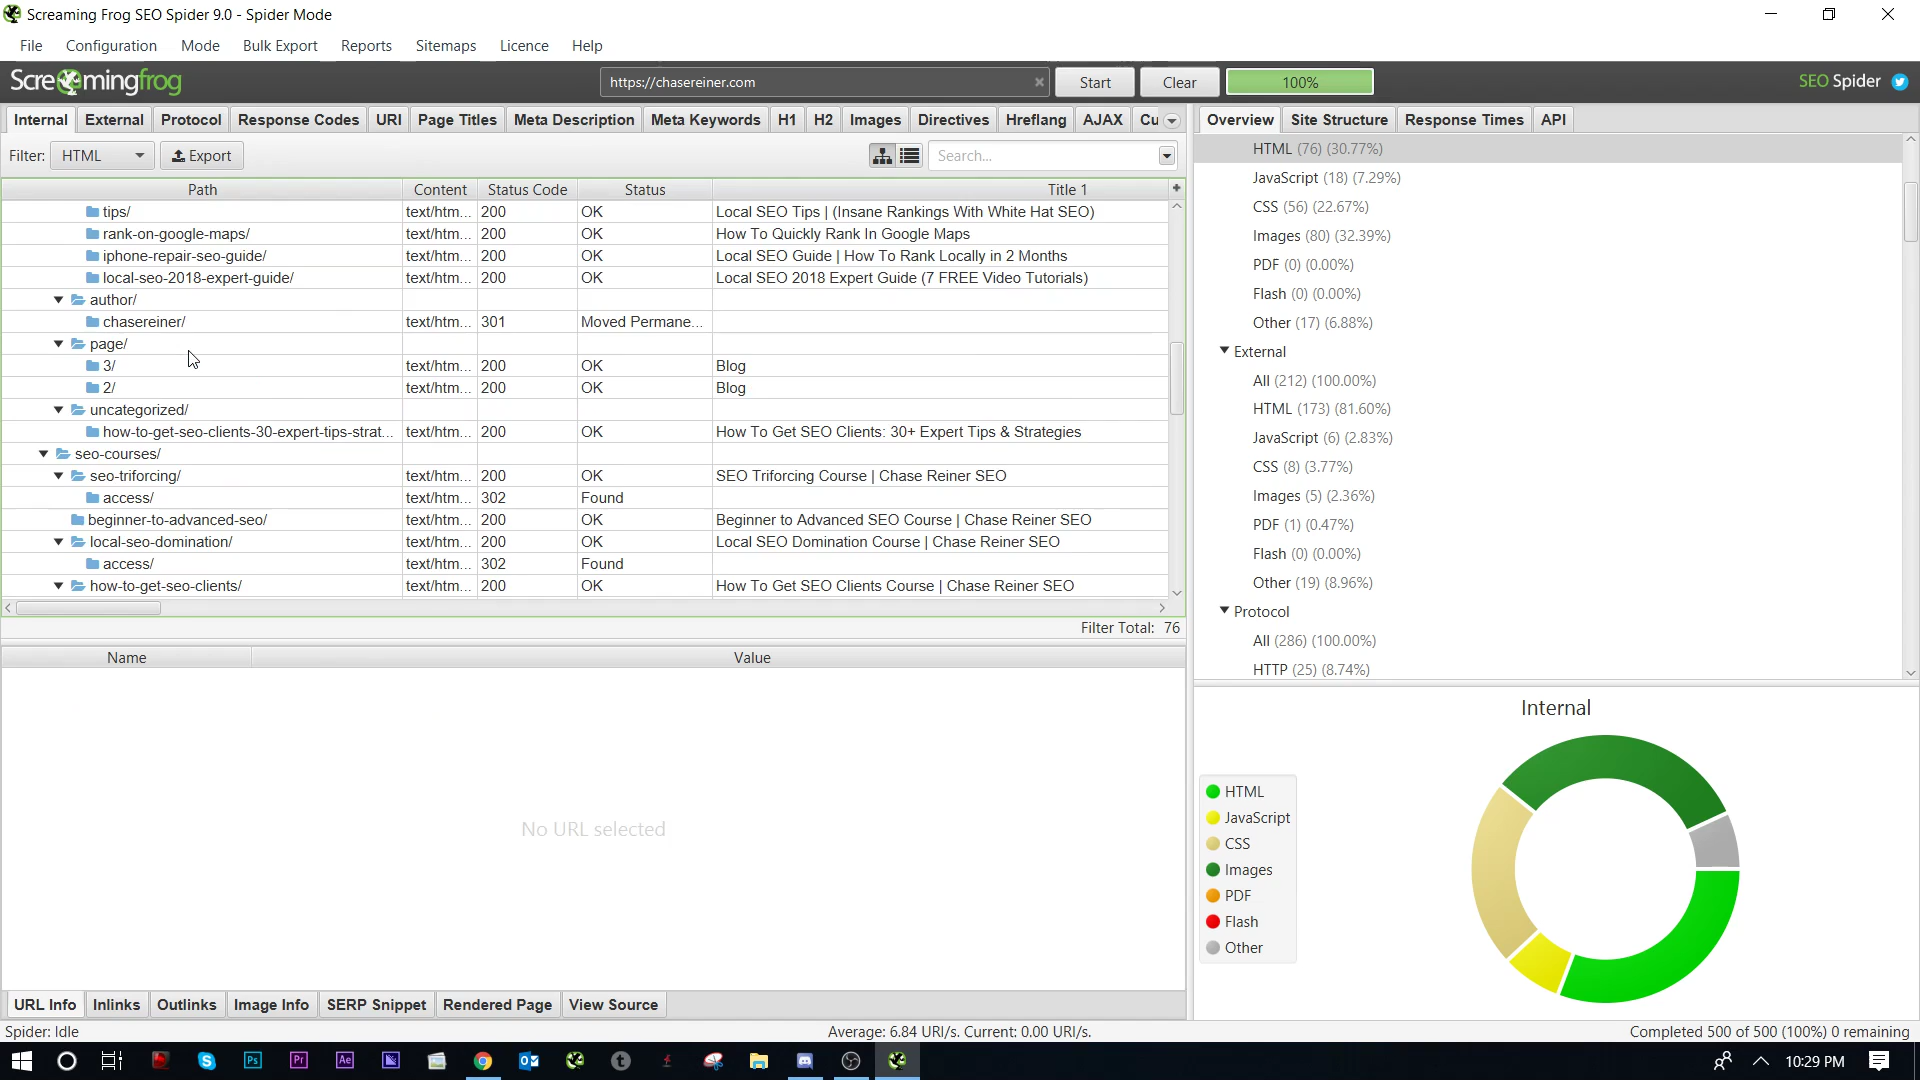 Screaming Frog SEO Spider 9.0 - Spider Mode
File Configuration Mode Bulk Export Reports Sitemaps Licence Help
Screamingfrog https://chasereiner.com Start Clear 100% SEO Spider
Internal External Protocol Response Codes URI Page Titles Meta Description Meta Keywords H1 H2 Images Directives Hreflang AJAX Cu
Overview Site Structure Response Times API
Filter: HTML Export Search...
Path Content Status Code Status Title 1
tips/ text/htm... 200 OK Local SEO Tips | (Insane Rankings With White Hat SEO)
rank-on-google-maps/ text/htm... 200 OK How To Quickly Rank In Google Maps
iphone-repair-seo-guide/ text/htm... 200 OK Local SEO Guide | How To Rank Locally in 2 Months
local-seo-2018-expert-guide/ text/htm... 200 OK Local SEO 2018 Expert Guide (7 FREE Video Tutorials)
author/
chasereiner/ text/htm... 301 Moved Permane...
page/
3/ text/htm... 200 OK Blog
2/ text/htm... 200 OK Blog
uncategorized/
how-to-get-seo-clients-30-expert-tips-strat... text/htm... 200 OK How To Get SEO Clients: 30+ Expert Tips & Strategies
seo-courses/
seo-triforcing/ text/htm... 200 OK SEO Triforcing Course | Chase Reiner SEO
access/ text/htm... 302 Found
beginner-to-advanced-seo/ text/htm... 200 OK Beginner to Advanced SEO Course | Chase Reiner SEO
local-seo-domination/ text/htm... 200 OK Local SEO Domination Course | Chase Reiner SEO
access/ text/htm... 302 Found
how-to-get-seo-clients/ text/htm... 200 OK How To Get SEO Clients Course | Chase Reiner SEO
Filter Total: 76
Name Value
No URL selected
URL Info Inlinks Outlinks Image Info SERP Snippet Rendered Page View Source
HTML (76) (30.77%)
JavaScript (18) (7.29%)
CSS (56) (22.67%)
Images (80) (32.39%)
PDF (0) (0.00%)
Flash (0) (0.00%)
Other (17) (6.88%)
External
All (212) (100.00%)
HTML (173) (81.60%)
JavaScript (6) (2.83%)
CSS (8) (3.77%)
Images (5) (2.36%)
PDF (1) (0.47%)
Flash (0) (0.00%)
Other (19) (8.96%)
Protocol
All (286) (100.00%)
HTTP (25) (8.74%)
Internal
HTML
JavaScript
CSS
Images
PDF
Flash
Other
Spider: Idle Average: 6.84 URI/s. Current: 0.00 URI/s. Completed 500 of 500 (100%) 0 remaining
Ps Pr Ae 10:29 PM